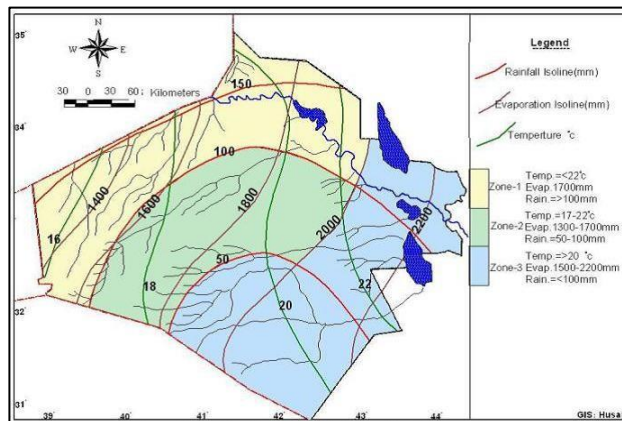 N
W E
S
30 0 30 60 Kilometers
35
34
32
31
39 40 41 42 43 44
150
100
50
1400
1600
1800
2000
2200
16
18
20
22
Legend
Rainfall Isoline(mm)
Evaporation Isoline(mm)
Temperture °c
Zone-1
Temp.=<22°c
Evap.1700mm
Rain.=>100mm
Zone-2
Temp.=17-22°c
Evap.1300-1700mm
Rain.=50-100mm
Zone-3
Temp.=>20 °c
Evap.1500-2200mm
Rain.=<100mm
GIS: Husa